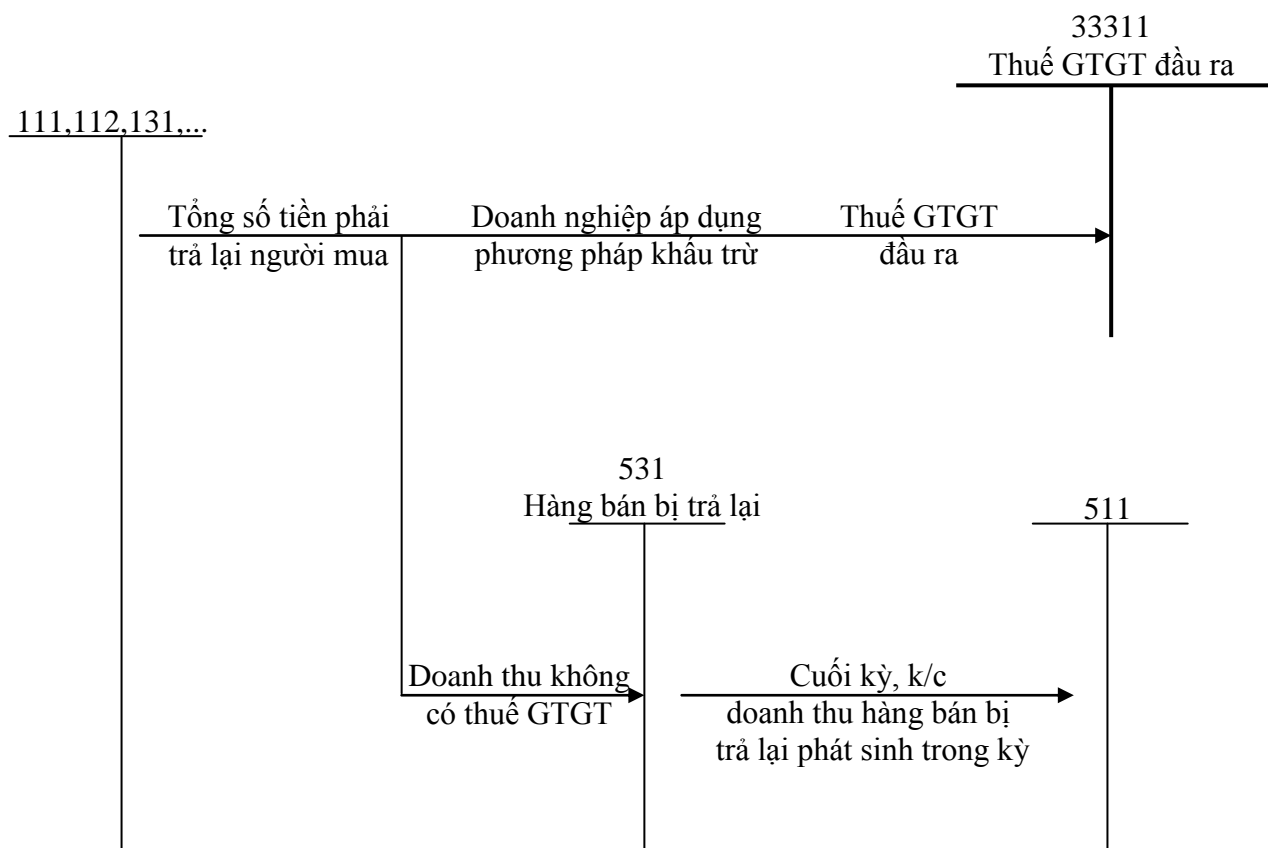 33311
Thuế GTGT đầu ra
111,112,131,...
Tổng số tiền phải
trả lại người mua
Doanh nghiệp áp dụng
phương pháp khấu trừ
Thuế GTGT
đầu ra
531
Hàng bán bị trả lại
511
Doanh thu không
có thuế GTGT
Cuối kỳ, k/c
doanh thu hàng bán bị
trả lại phát sinh trong kỳ